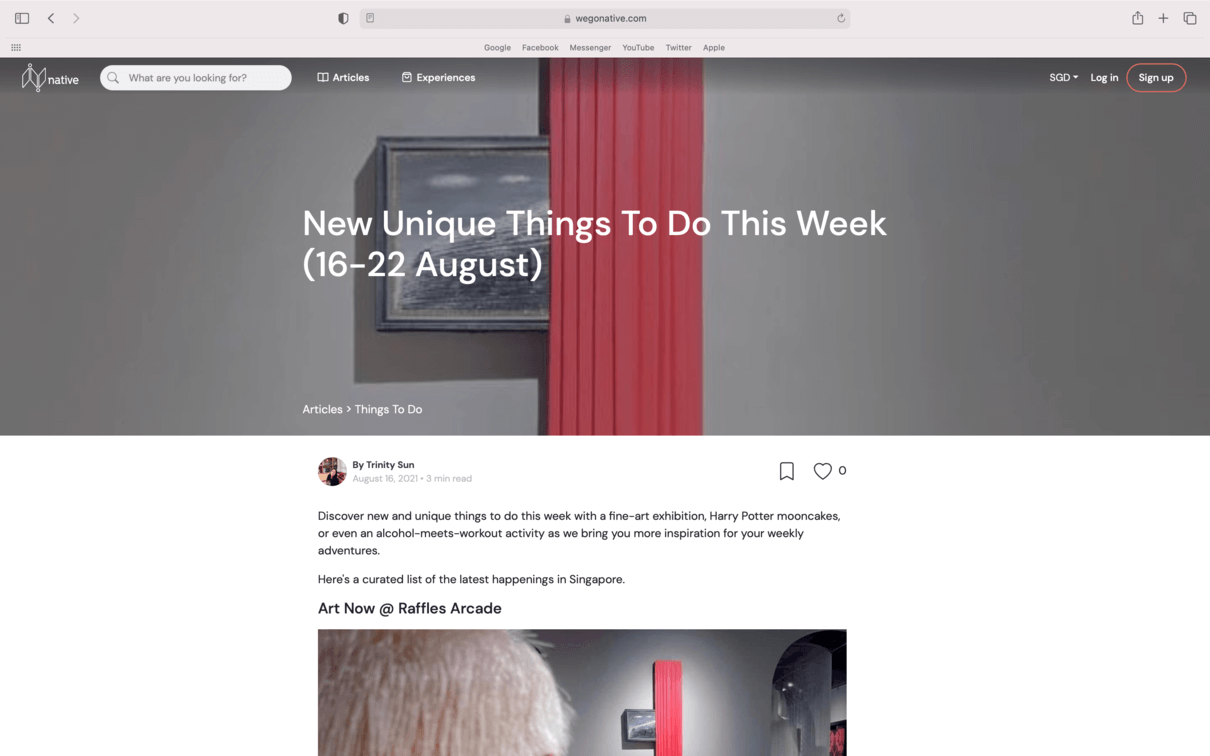 wegonative.com
Google Facebook Messenger YouTube Twitter Apple
native
What are you looking for?
Articles
Experiences
SGD
Log in
Sign up
New Unique Things To Do This Week
(16-22 August)
Articles > Things To Do
By Trinity Sun
August 16, 2021 • 3 min read
0
Discover new and unique things to do this week with a fine-art exhibition, Harry Potter mooncakes,
or even an alcohol-meets-workout activity as we bring you more inspiration for your weekly
adventures.
Here's a curated list of the latest happenings in Singapore.
Art Now @ Raffles Arcade